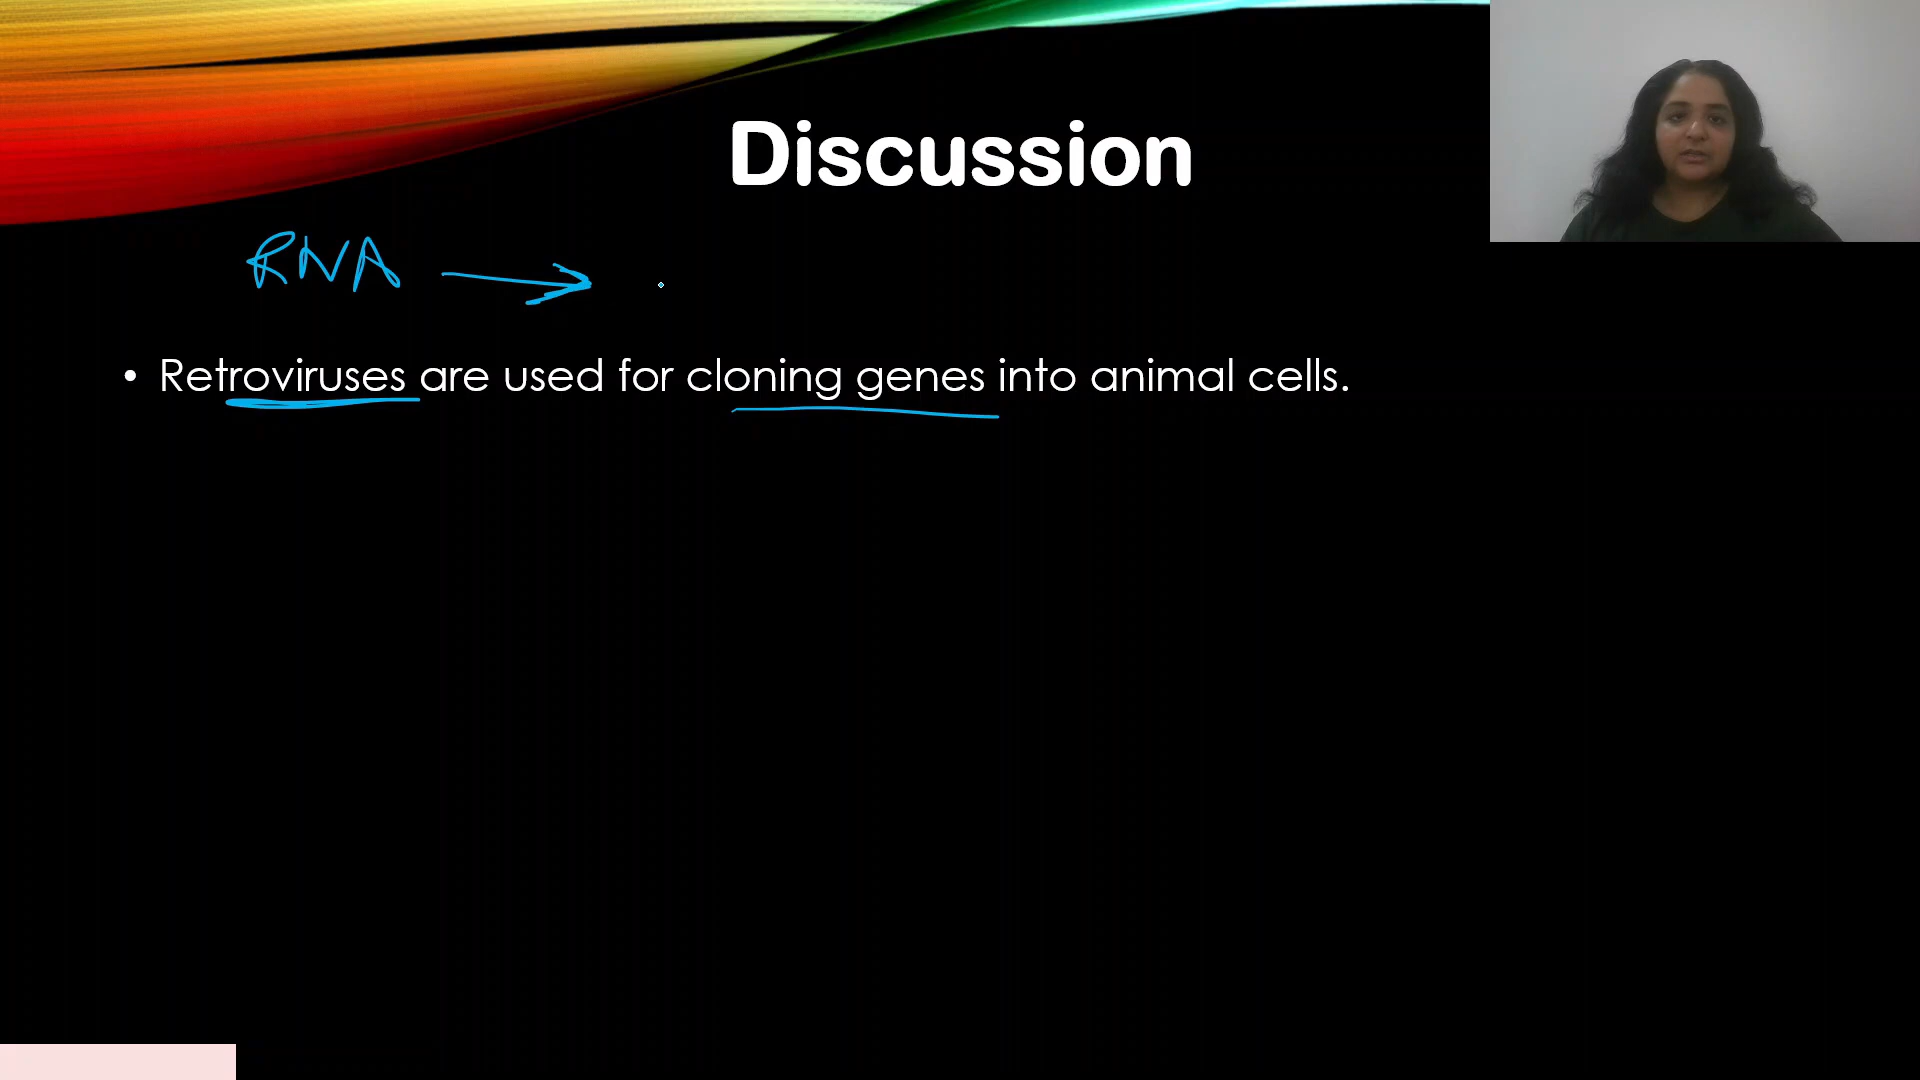 Discussion
RNA →
• Retroviruses are used for cloning genes into animal cells.